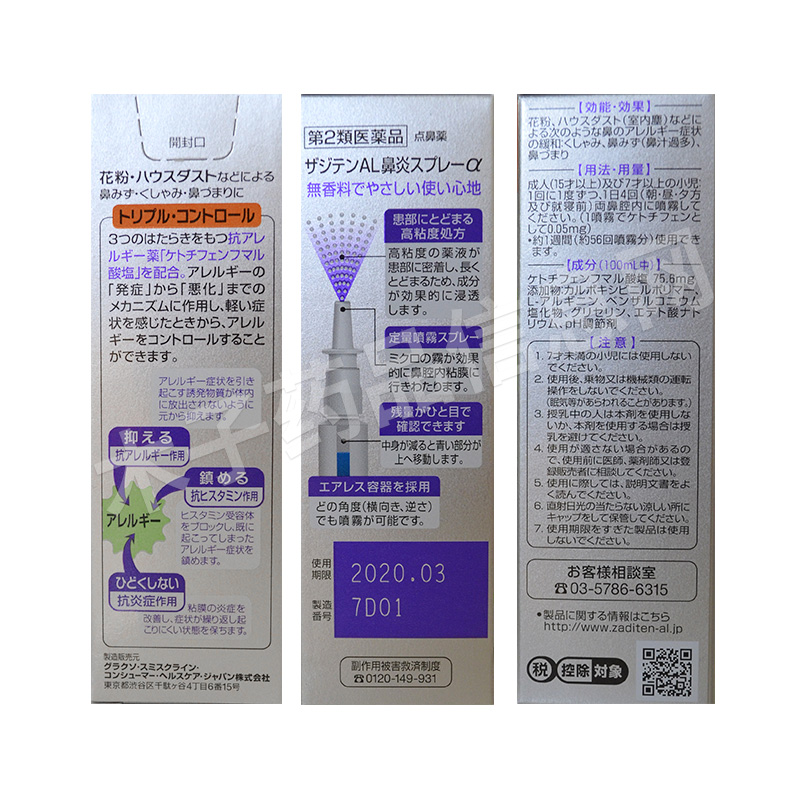 開封口
花粉・ハウスダストなどによる
鼻みず・くしゃみ・鼻づまりに
トリプル・コントロール
3つのはたらきをもつ抗アレ
ルギー薬「ケトチフェンフマル
酸塩」を配合。アレルギーの
「発症」から「悪化」までの
メカニズムに作用し、軽い症
状を感じたときから、アレル
ギーをコントロールすること
ができます。
アレルギー症状を引き
起こす誘発物質が体内
に放出されないように
元から抑えます。
抑える
抗アレルギー作用
鎮める
抗ヒスタミン作用
アレルギー
ヒスタミン受容体
をブロックし、既に
起こってしまった
アレルギー症状を
鎮めます。
ひどくしない
抗炎症作用
粘膜の炎症を
改善し、症状が繰り返し起
こりにくい状態を保ちます。
製造販売元
グラクソ・スミスクライン・
コンシューマー・ヘルスケア・ジャパン株式会社
東京都渋谷区千駄ヶ谷4丁目6番15号
第2類医薬品 点鼻薬
ザジテンAL鼻炎スプレーα
無香料でやさしい使い心地
患部にとどまる
高粘度処方
高粘度の薬液が
患部に密着し、長く
とどまるため、成分
が効果的に浸透
します。
定量噴霧スプレー
ミクロの霧が効果的
に鼻腔内粘膜に
行きわたります。
残量がひと目で
確認できます
中身が減ると青い部分が
上へ移動します。
エアレス容器を採用
どの角度(横向き、逆さ)
でも噴霧が可能です。
使用
期限
2020.03
製造
番号
7D01
副作用被害救済制度
☎0120-149-931
【効能・効果】
花粉、ハウスダスト(室内塵)などに
よる次のような鼻のアレルギー症状
の緩和:くしゃみ、鼻みず(鼻汁過多)、
鼻づまり
【用法・用量】
成人(15才以上)及び7才以上の小児:
1回に1度ずつ、1日4回(朝・昼・夕方
及び就寝前)両鼻腔内に噴霧し
てください。(1噴霧でケトチフェンと
して0.05mg)
・約1週間(約56回噴霧分)使用でき
ます。
【成分(100mL中)】
ケトチフェンフマル酸塩 75.6mg
添加物:カルボキシビニルポリマー、
L-アルギニン、ベンザルコニウム
塩化物、グリセリン、エデト酸ナ
トリウム、pH調節剤
【注意】
1. 7才未満の小児には使用しない
でください。
2. 使用後、乗物又は機械類の運転
操作をしないでください。
(眠気等があらわれることがあります。)
3. 授乳中の人は本剤を使用しな
いか、本剤を使用する場合は授
乳を避けてください。
4. 使用が適さない場合があるの
で、使用前に医師、薬剤師又は登
録販売者に相談してください。
5. 使用に際しては、説明文書をよ
く読んでください。
6. 直射日光の当たらない涼しい所に
キャップをして保管してください。
7. 使用期限をすぎた製品は使用
しないでください。
お客様相談室
☎03-5786-6315
・製品に関する情報はこちら
http://www.zaditen-al.jp
税 控除 対象